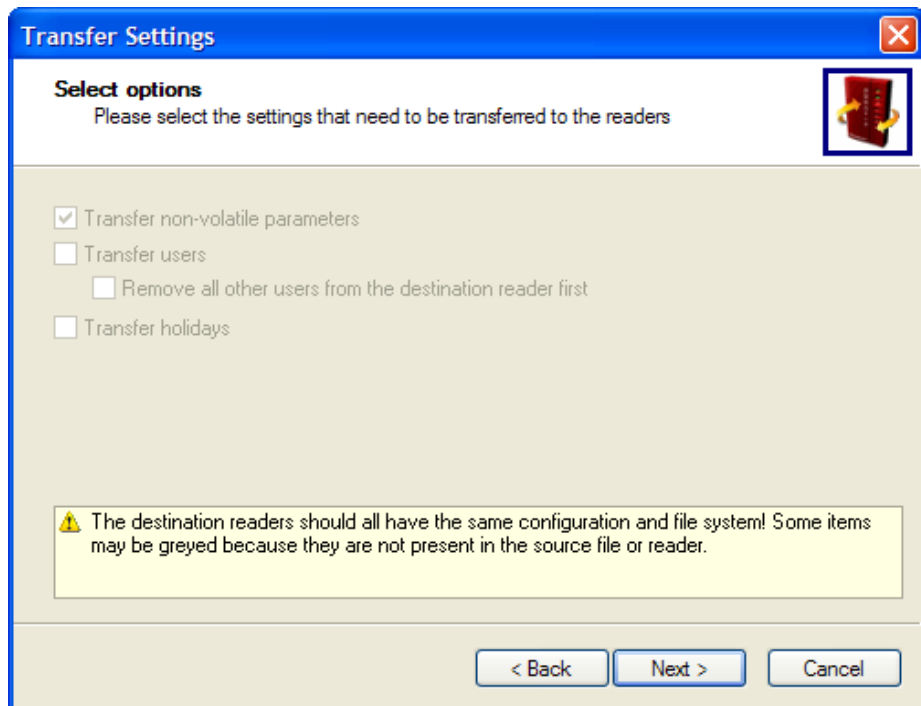 Transfer Settings
Select options
Please select the settings that need to be transferred to the readers
Transfer non-volatile parameters
Transfer users
Remove all other users from the destination reader first
Transfer holidays
The destination readers should all have the same configuration and file system! Some items
may be greyed because they are not present in the source file or reader.
< Back Next > Cancel